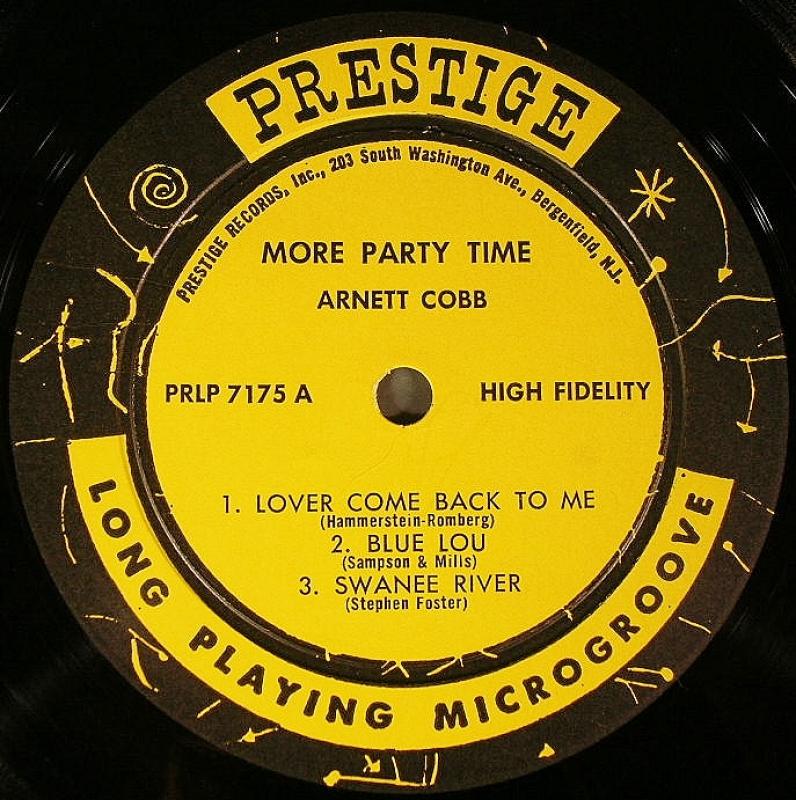 PRESTIGE
PRESTIGE RECORDS, Inc., 203 South Washington Ave., Bergenfield, N.J.
MORE PARTY TIME
ARNETT COBB
PRLP 7175 A
HIGH FIDELITY
1. LOVER COME BACK TO ME
(Hammerstein-Romberg)
2. BLUE LOU
(Sampson & Mills)
3. SWANEE RIVER
(Stephen Foster)
LONG PLAYING MICROGROOVE